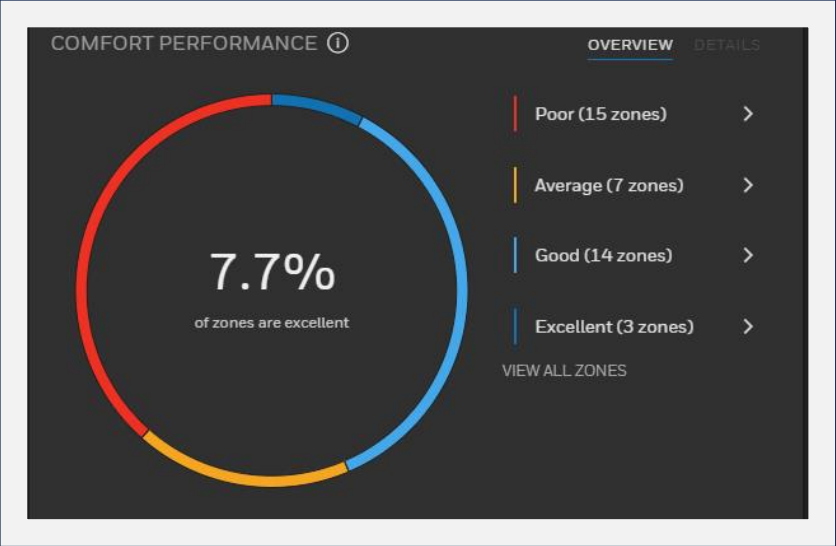 COMFORT PERFORMANCE
OVERVIEW
DETAILS
7.7%
of zones are excellent
Poor (15 zones)
Average (7 zones)
Good (14 zones)
Excellent (3 zones)
VIEW ALL ZONES